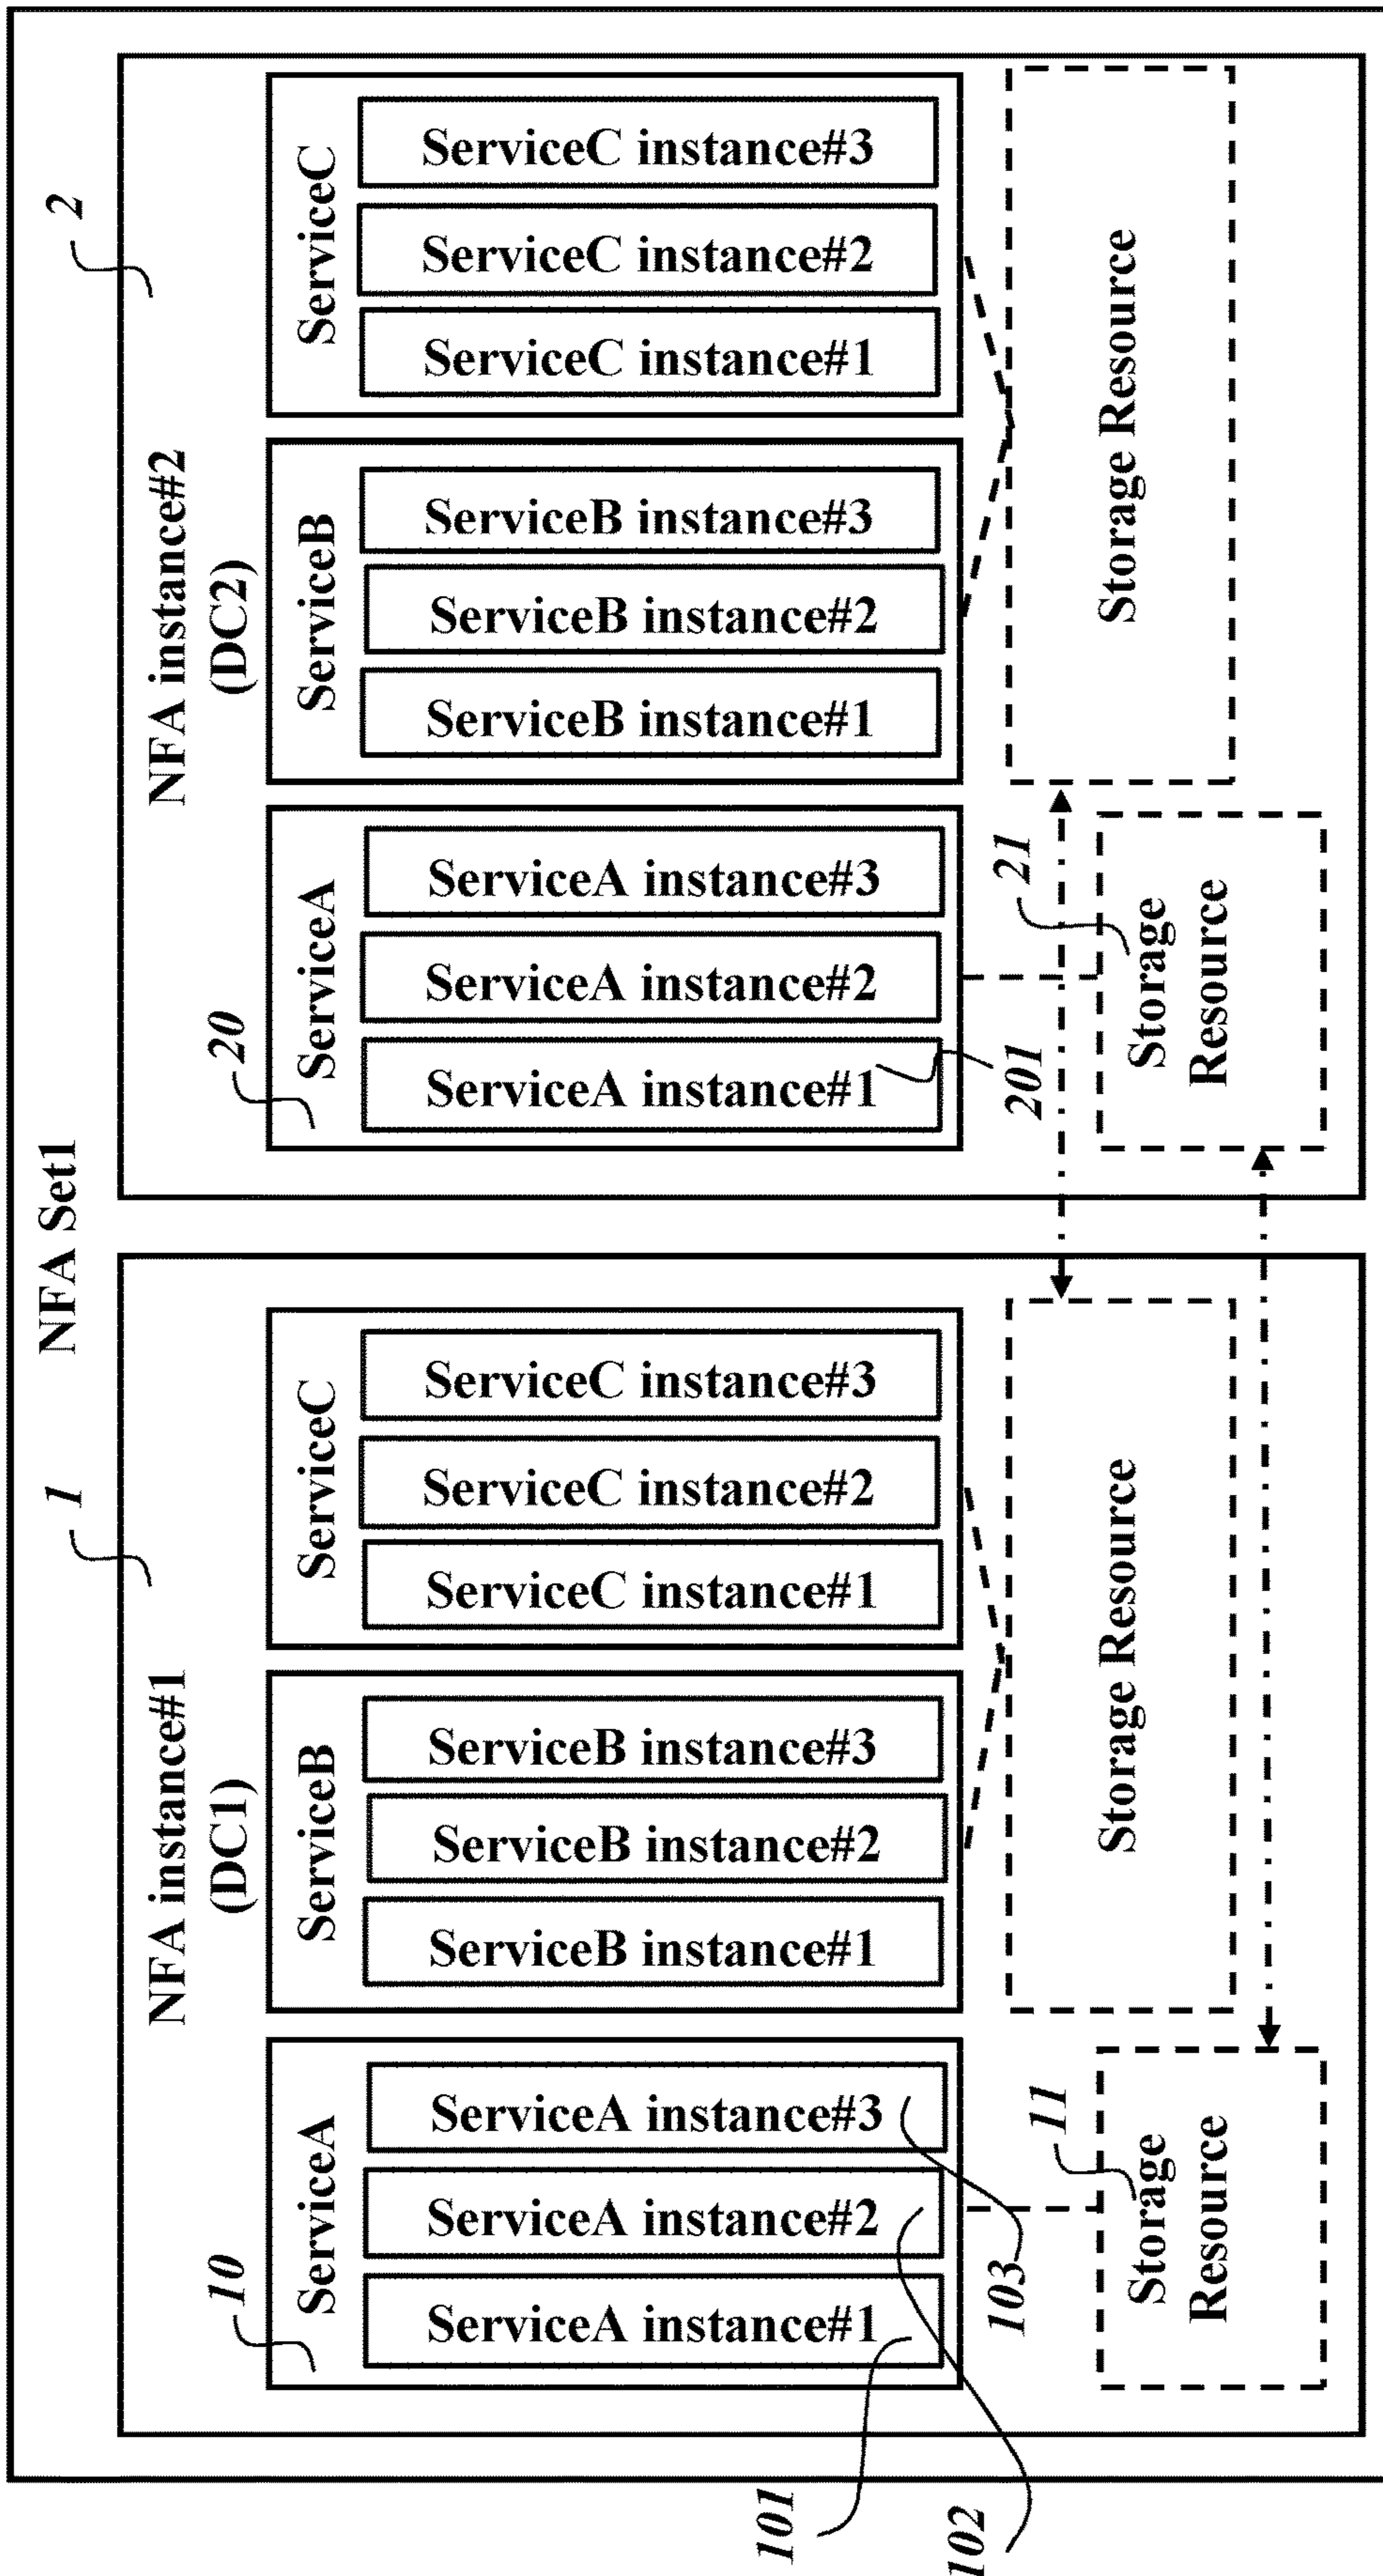 NFA Set1
1
2
NFA instance#1
(DC1)
10
ServiceA
ServiceA instance#1
ServiceA instance#2
ServiceA instance#3
ServiceB
ServiceB instance#1
ServiceB instance#2
ServiceB instance#3
ServiceC
ServiceC instance#1
ServiceC instance#2
ServiceC instance#3
101
102
103
11
Storage
Resource
Storage Resource
NFA instance#2
(DC2)
20
ServiceA
ServiceA instance#1
ServiceA instance#2
ServiceA instance#3
ServiceB
ServiceB instance#1
ServiceB instance#2
ServiceB instance#3
ServiceC
ServiceC instance#1
ServiceC instance#2
ServiceC instance#3
201
21
Storage
Resource
Storage Resource